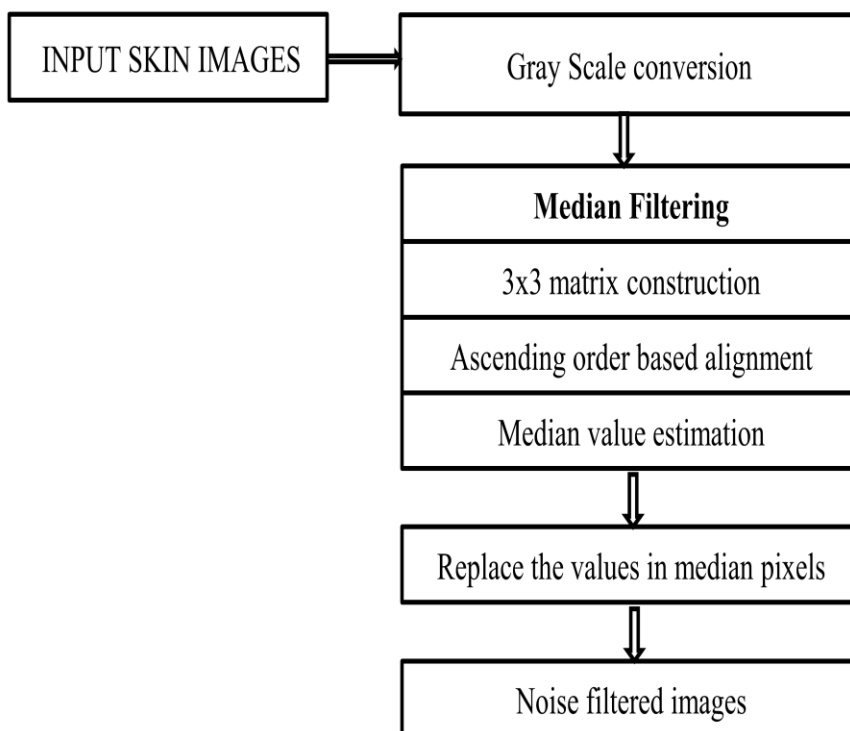 INPUT SKIN IMAGES
Gray Scale conversion
Median Filtering
3x3 matrix construction
Ascending order based alignment
Median value estimation
Replace the values in median pixels
Noise filtered images